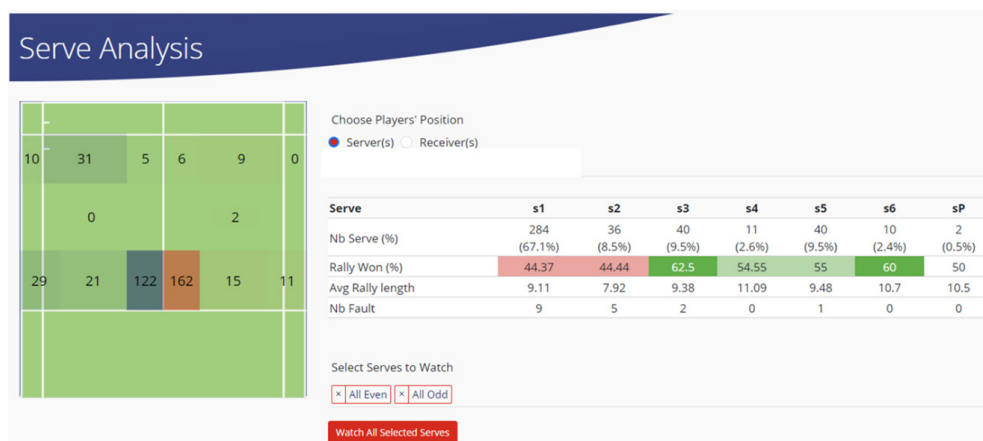 Serve Analysis
Choose Players' Position
Server(s) Receiver(s)
10 31 5 6 9 0
0 2
29 21 122 162 15 11
Serve s1 s2 s3 s4 s5 s6 sP
Nb Serve (%) 284 (67.1%) 36 (8.5%) 40 (9.5%) 11 (2.6%) 40 (9.5%) 10 (2.4%) 2 (0.5%)
Rally Won (%) 44.37 44.44 62.5 54.55 55 60 50
Avg Rally length 9.11 7.92 9.38 11.09 9.48 10.7 10.5
Nb Fault 9 5 2 0 1 0 0
Select Serves to Watch
× All Even × All Odd
Watch All Selected Serves